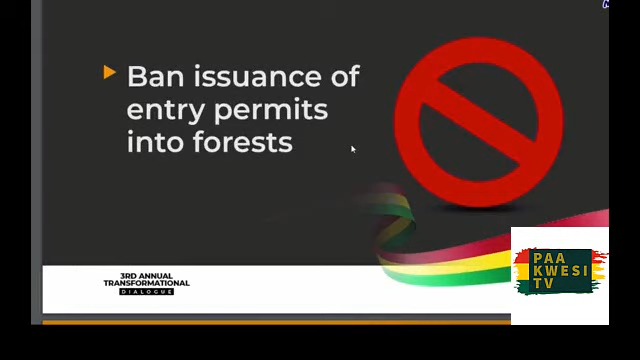 Ban issuance of
entry permits
into forests
3RD ANNUAL
TRANSFORMATIONAL
DIALOGUE
PAA
KWESI
TV